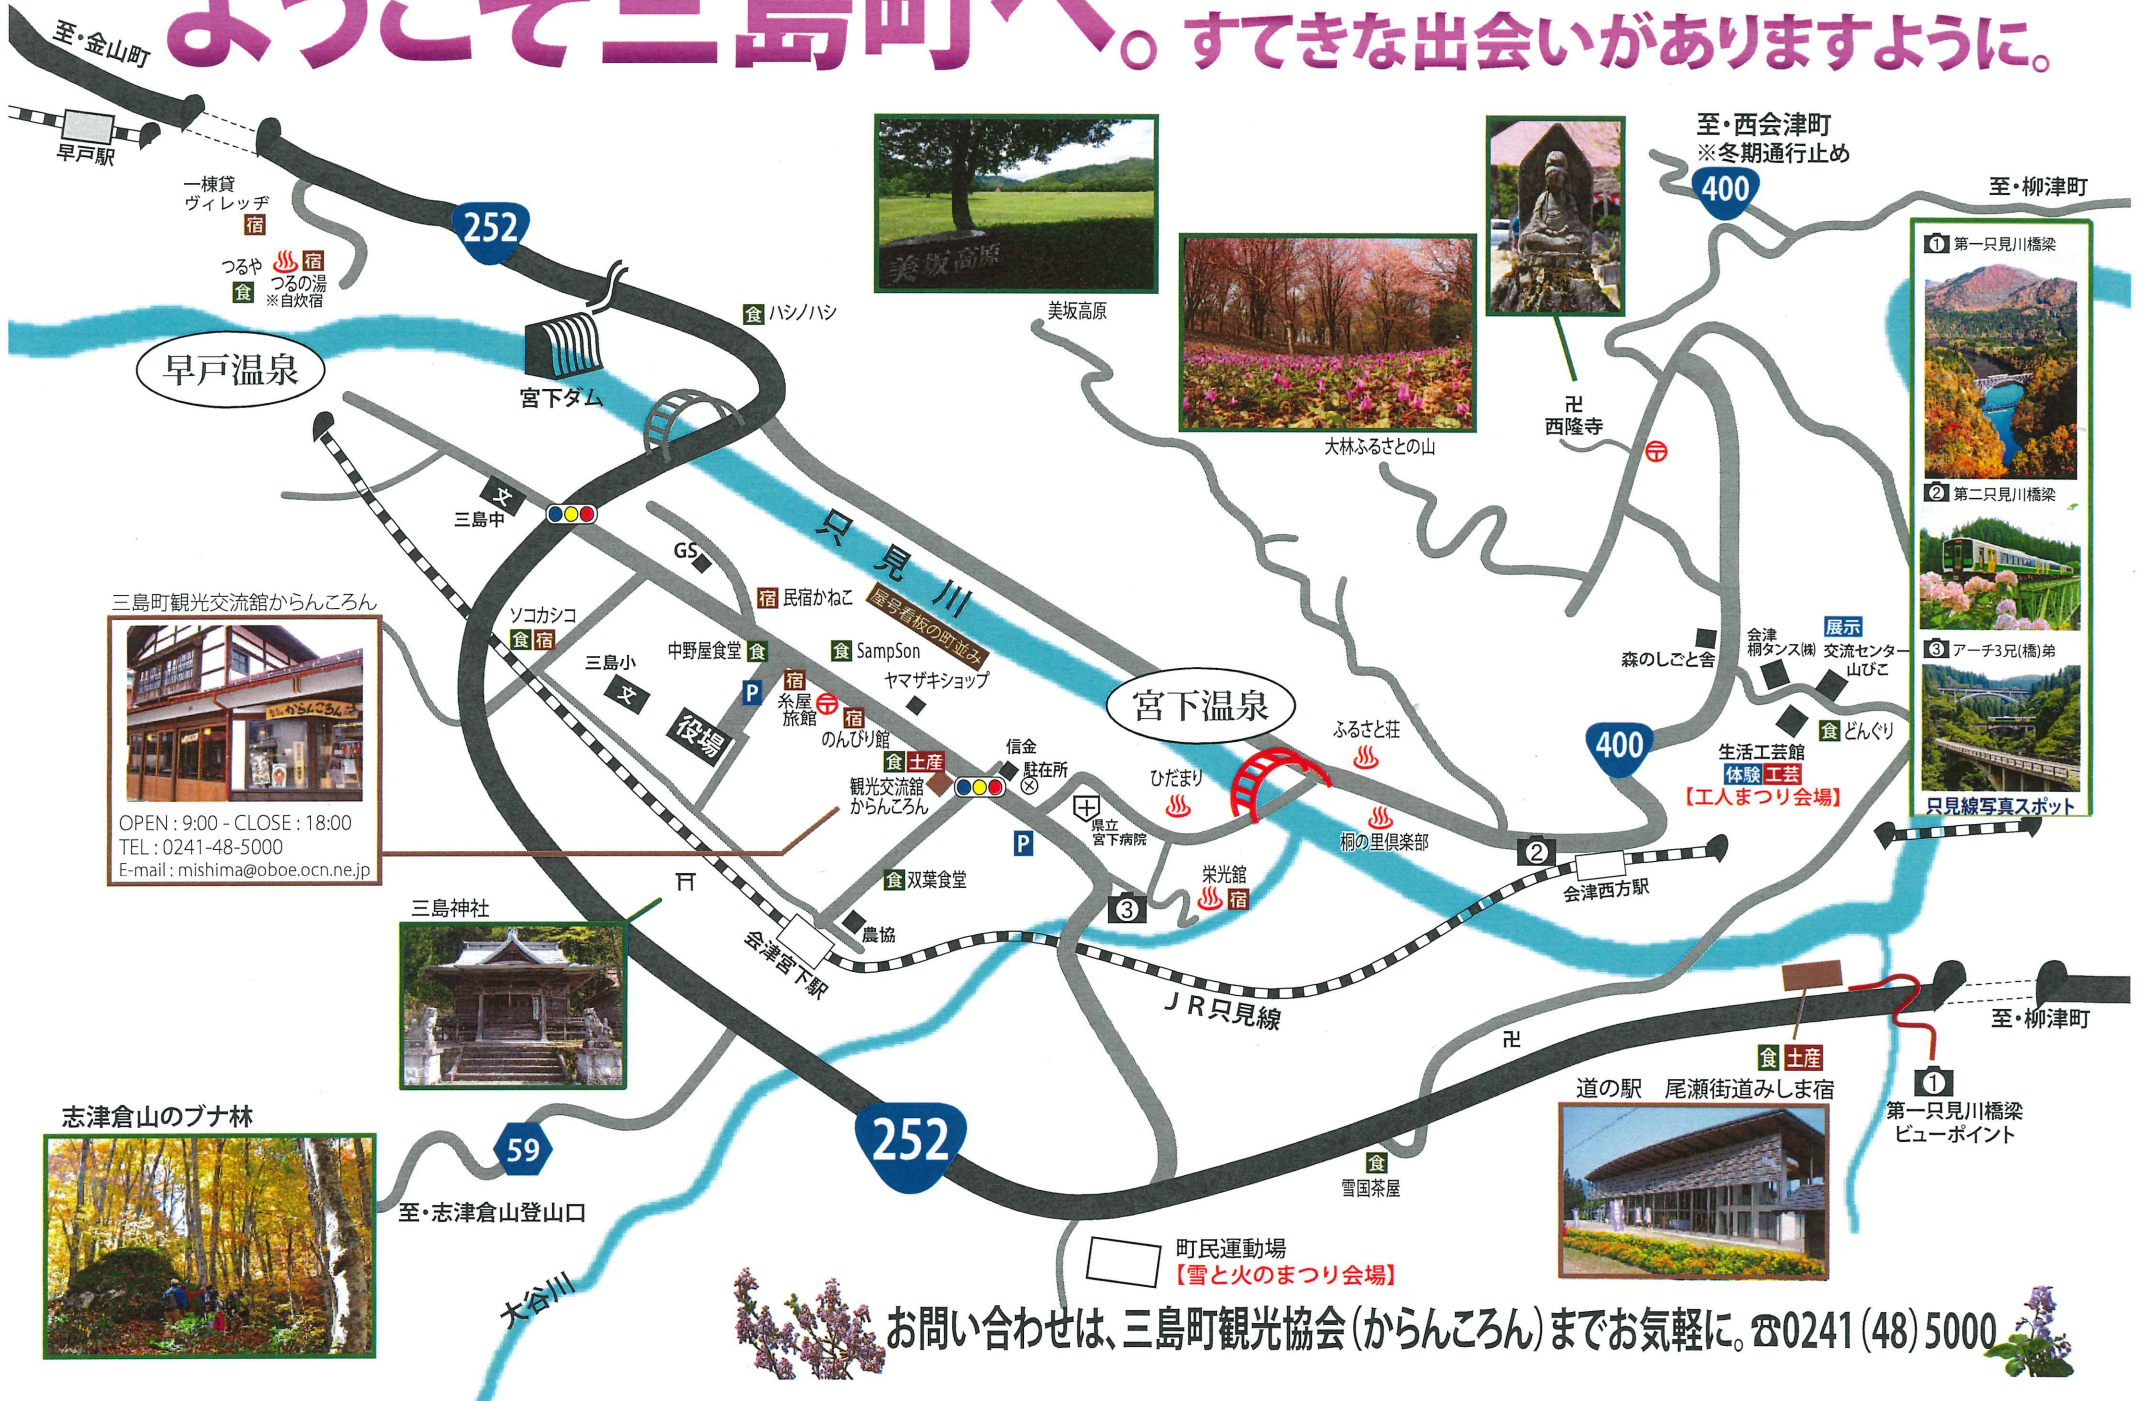 ようこそ三島町へ。すてきな出会いがありますように。
至・金山町
早戸駅
一棟貸
ヴィレッヂ
宿
252
つるや
食
宿
つるの湯
※自炊宿
早戸温泉
宮下ダム
食 ハシノハシ
美坂高原
美坂高原
大林ふるさとの山
卍
西隆寺
〒
至・西会津町
※冬期通行止め
400
至・柳津町
① 第一只見川橋梁
② 第二只見川橋梁
③ アーチ3兄(橋)弟
只見線写真スポット
文
三島中
GS
只見川
屋号看板の町並み
宿 民宿かねこ
ソコカシコ
食 宿
三島小
文
中野屋食堂 食
食 SampSon
ヤマザキショップ
P
宿
糸屋
旅館
〒
宿
のんびり館
役場
食 土産
観光交流舘
からんころん
信金
駐在所
P
県立
宮下病院
宮下温泉
ひだまり
ふるさと荘
桐の里倶楽部
栄光舘
宿
400
森のしごと舎
会津
桐タンス㈱
展示
交流センター
山びこ
食 どんぐり
生活工芸館
体験 工芸
【工人まつり会場】
②
会津西方駅
③
三島町観光交流舘からんころん
からんころん
OPEN : 9:00 - CLOSE : 18:00
TEL : 0241-48-5000
E-mail : mishima@oboe.ocn.ne.jp
食 双葉食堂
農協
会津宮下駅
JR只見線
三島神社
卍
至・柳津町
食 土産
道の駅　尾瀬街道みしま宿
①
第一只見川橋梁
ビューポイント
食
雪国茶屋
252
59
至・志津倉山登山口
志津倉山のブナ林
大谷川
町民運動場
【雪と火のまつり会場】
お問い合わせは、三島町観光協会(からんころん)までお気軽に。☎0241(48)5000